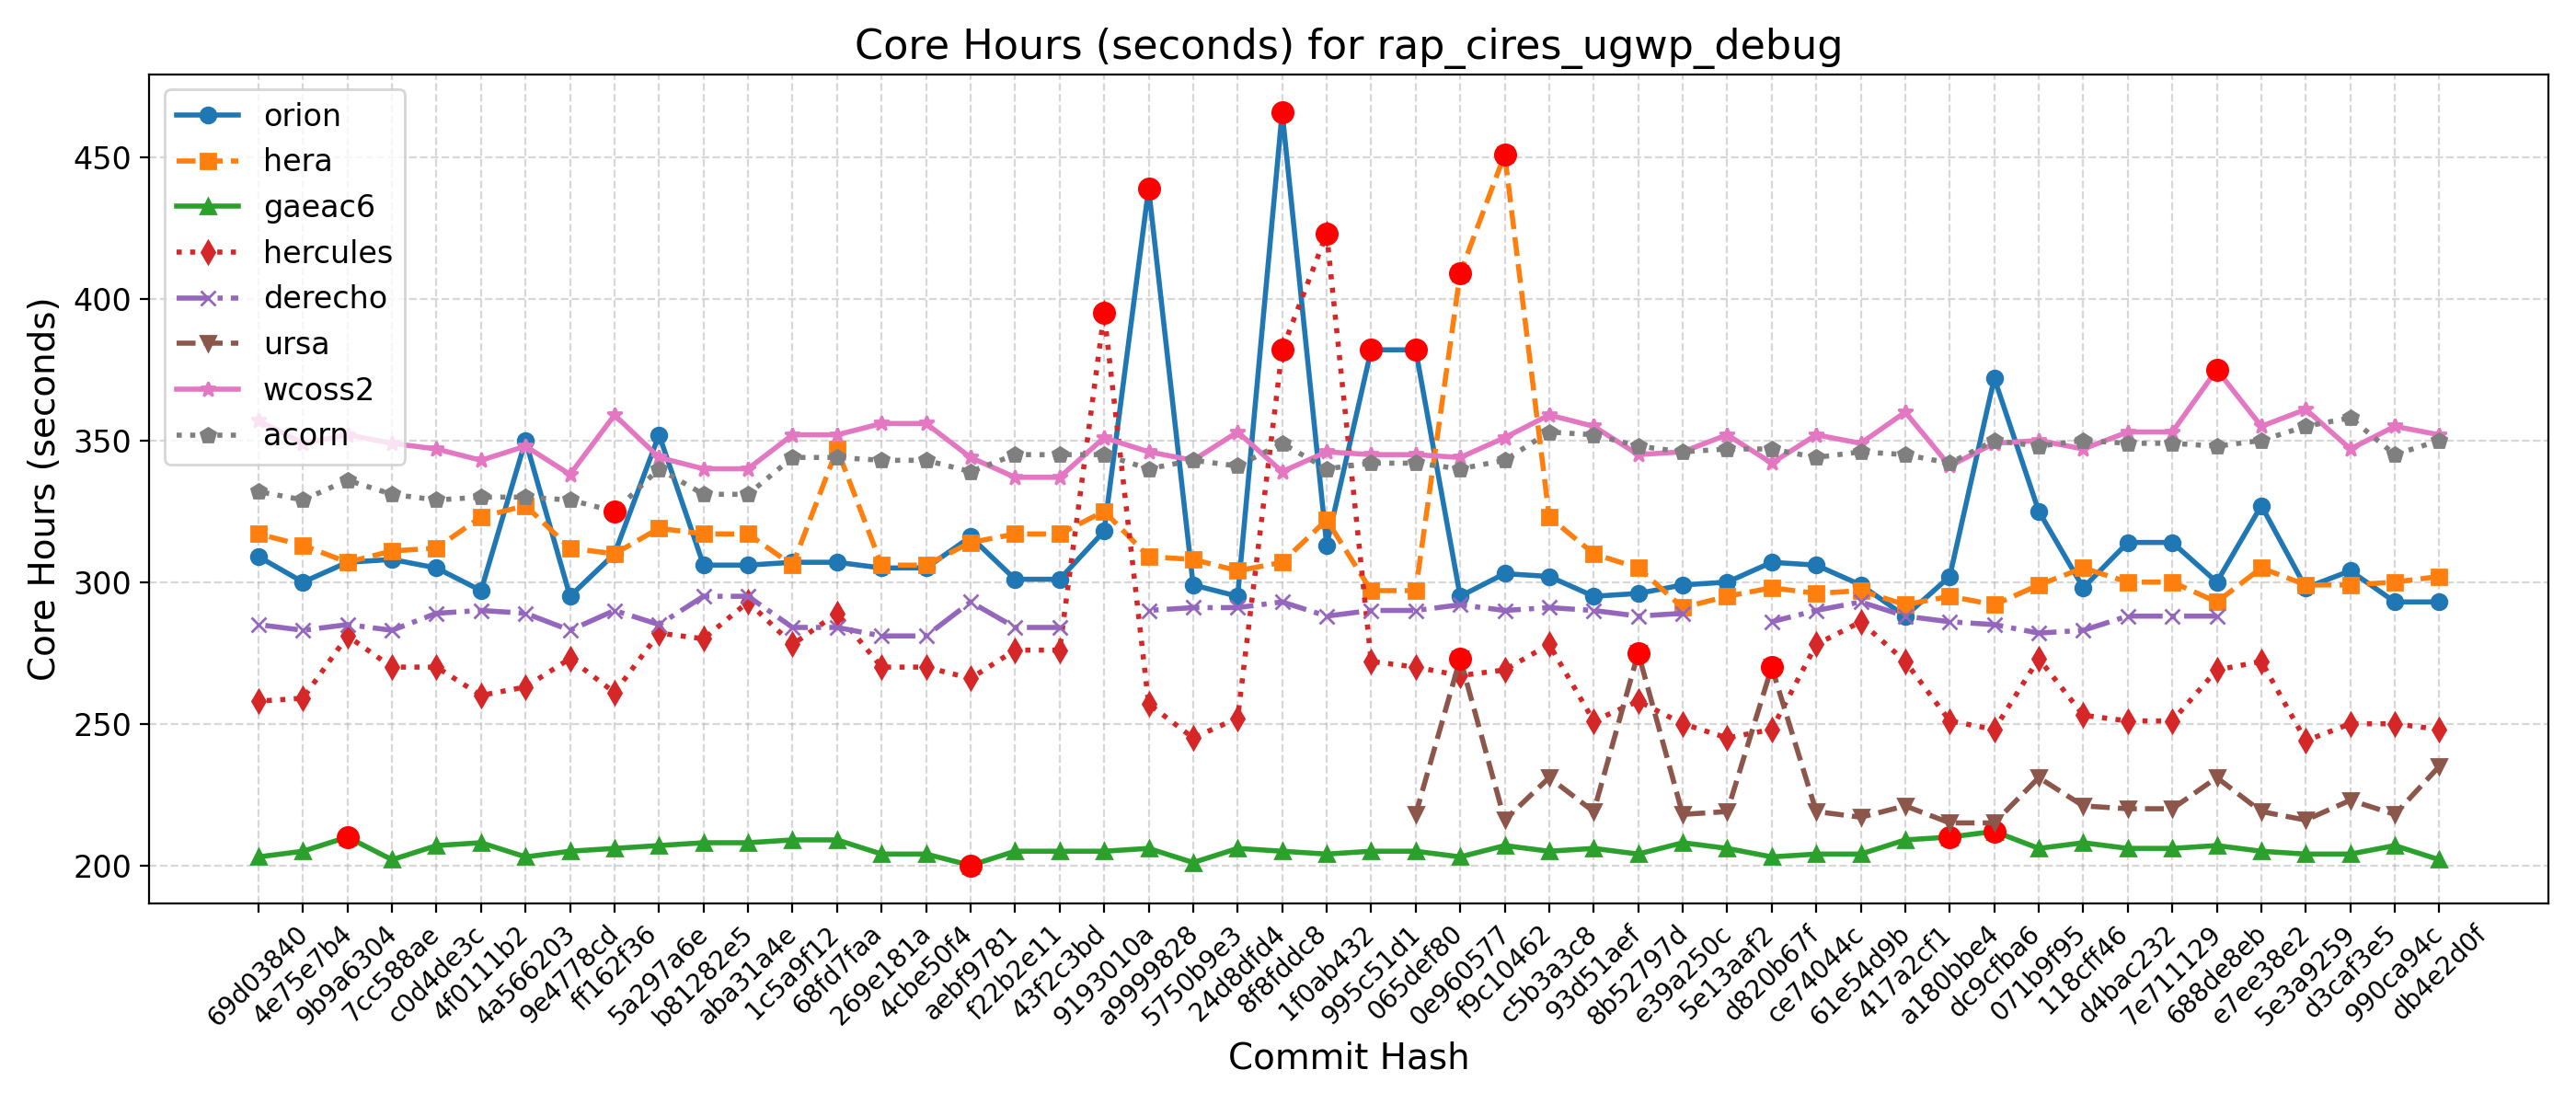 Core Hours (seconds) for rap_cires_ugwp_debug
Core Hours (seconds)
450
400
350
300
250
200
orion
hera
gaeac6
hercules
derecho
ursa
wcoss2
acorn
69d03840
4e75e7b4
9b9a6304
7cc588ae
c0d4de3c
4f0111b2
4a566203
9e4778cd
ff162f36
5a297a6e
b81282e5
aba31a4e
1c5a9f12
68fd7faa
269e181a
4cbe50f4
aebf9781
f22b2e11
43f2c3bd
9193010a
a9999828
5750b9e3
24d8dfd4
8f8fddc8
1f0ab432
995c51d1
065def80
0e960577
f9c10462
c5b3a3c8
93d51aef
8b52797d
e39a250c
5e13aaf2
d820b67f
ce74044c
61e54d9b
417a2cf1
a180bbe4
dc9cfba6
071b9f95
118cff46
d4bac232
7e711129
688de8eb
e7ee38e2
5e3a9259
d3caf3e5
990ca94c
db4e2d0f
Commit Hash